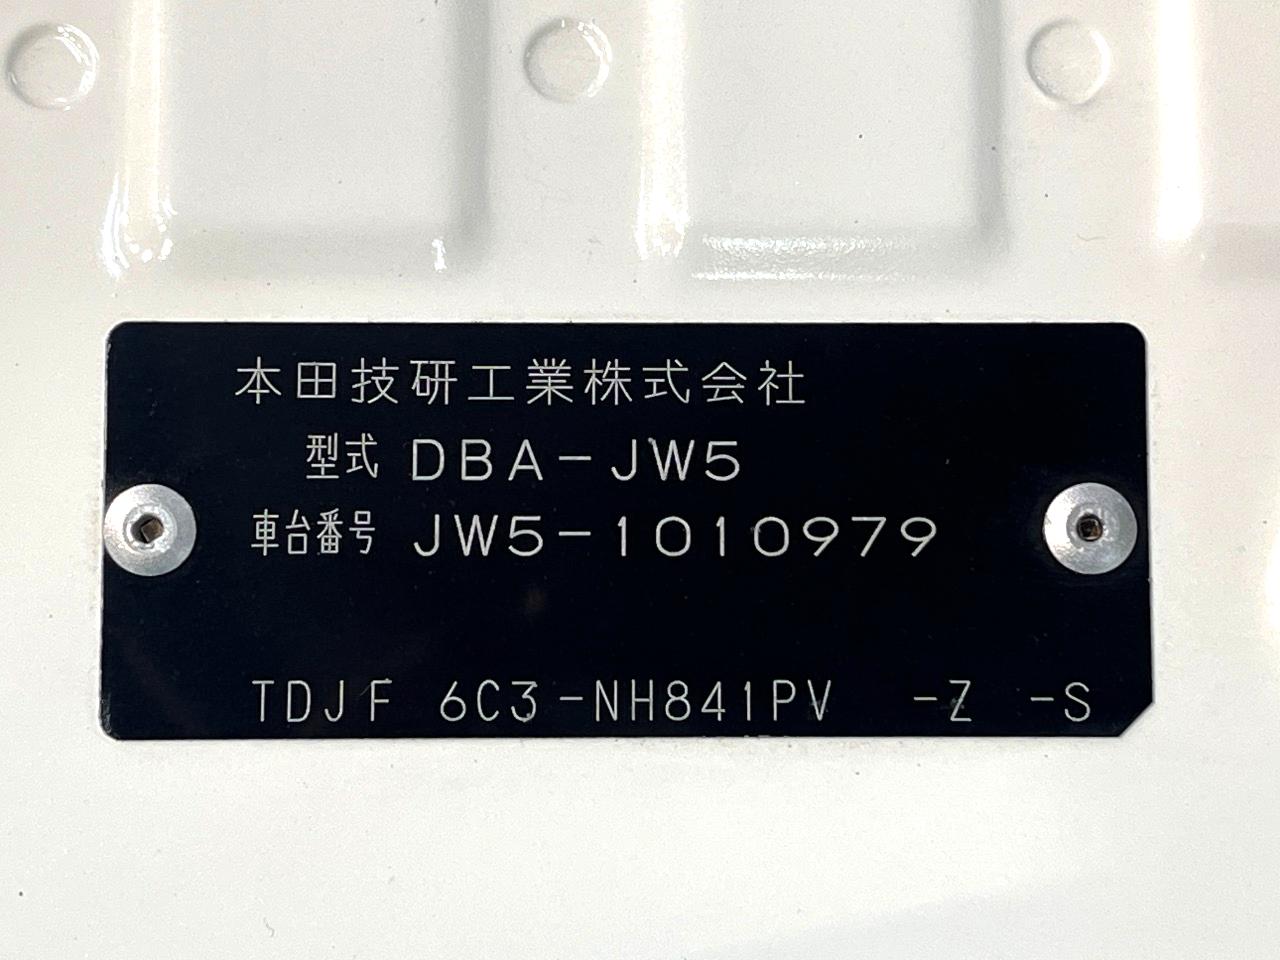 本田技研工業株式会社
型式 DBA-JW5
車台番号 JW5-1010979
TDJF 6C3-NH841PV -Z -S